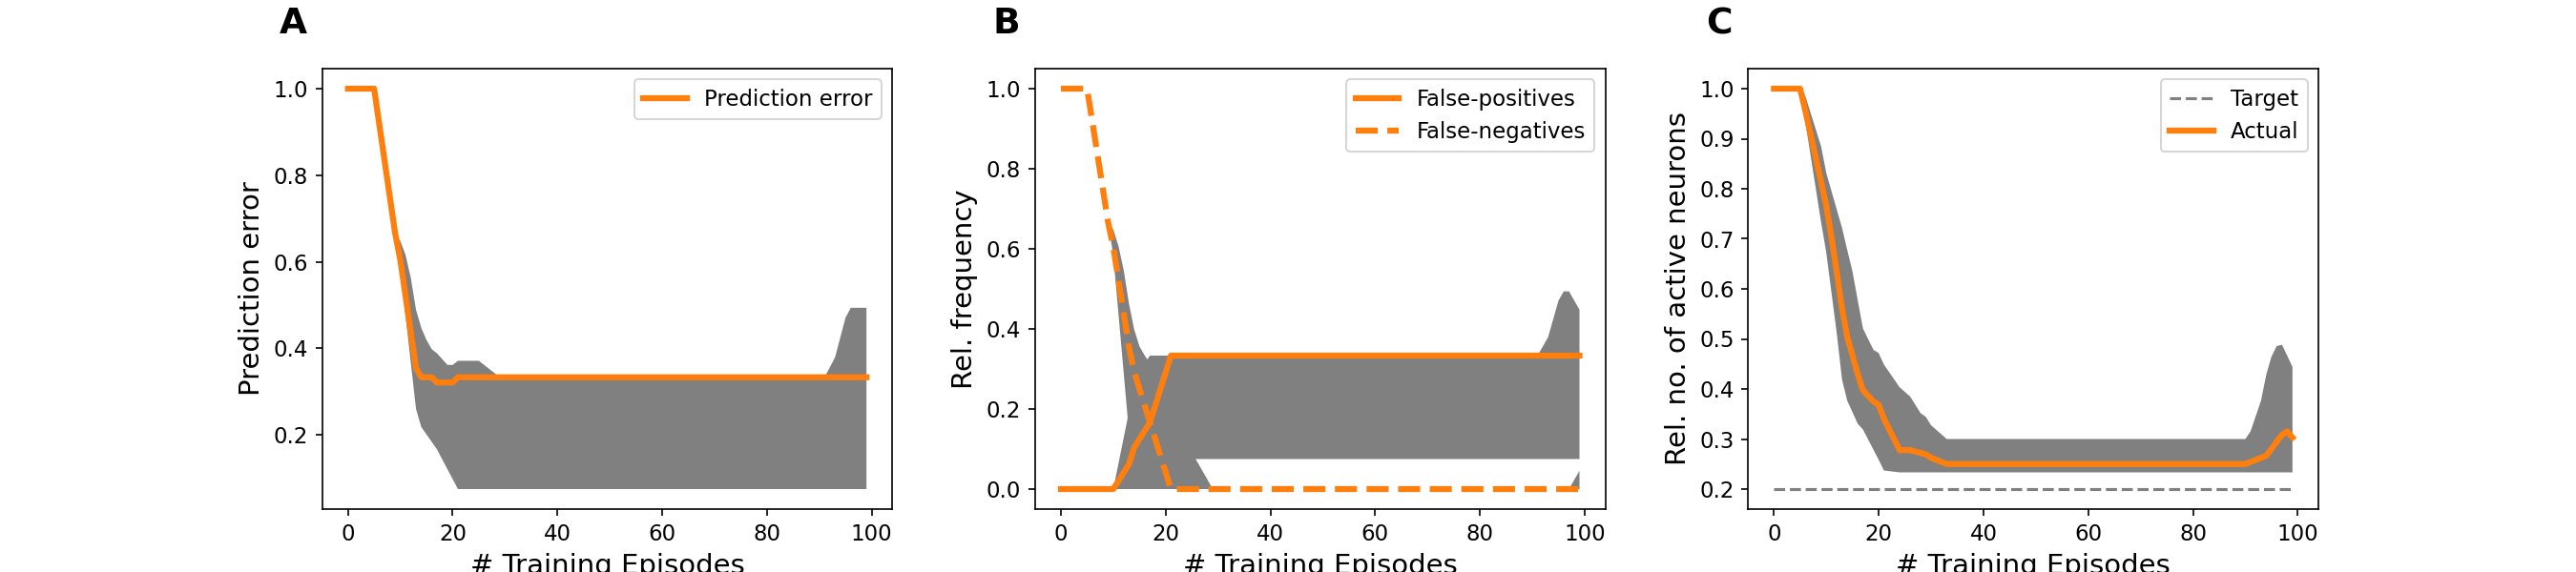 A
Prediction error
1.0
0.8
0.6
0.4
0.2
0
20
40
60
80
100
# Training Episodes
Prediction error
B
False-positives
False-negatives
1.0
0.8
0.6
0.4
0.2
0.0
0
20
40
60
80
100
# Training Episodes
Rel. frequency
C
Target
Actual
1.0
0.9
0.8
0.7
0.6
0.5
0.4
0.3
0.2
0
20
40
60
80
100
# Training Episodes
Rel. no. of active neurons